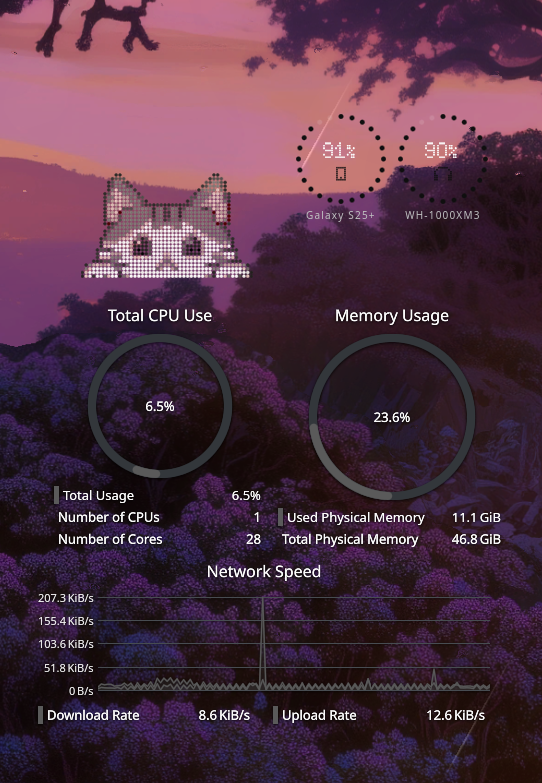 91%
90%
Galaxy S25+
WH-1000XM3
Total CPU Use
Memory Usage
6.5%
23.6%
Total Usage 6.5%
Number of CPUs 1
Number of Cores 28
Used Physical Memory 11.1 GiB
Total Physical Memory 46.8 GiB
Network Speed
207.3 KiB/s
155.4 KiB/s
103.6 KiB/s
51.8 KiB/s
0 B/s
Download Rate 8.6 KiB/s
Upload Rate 12.6 KiB/s